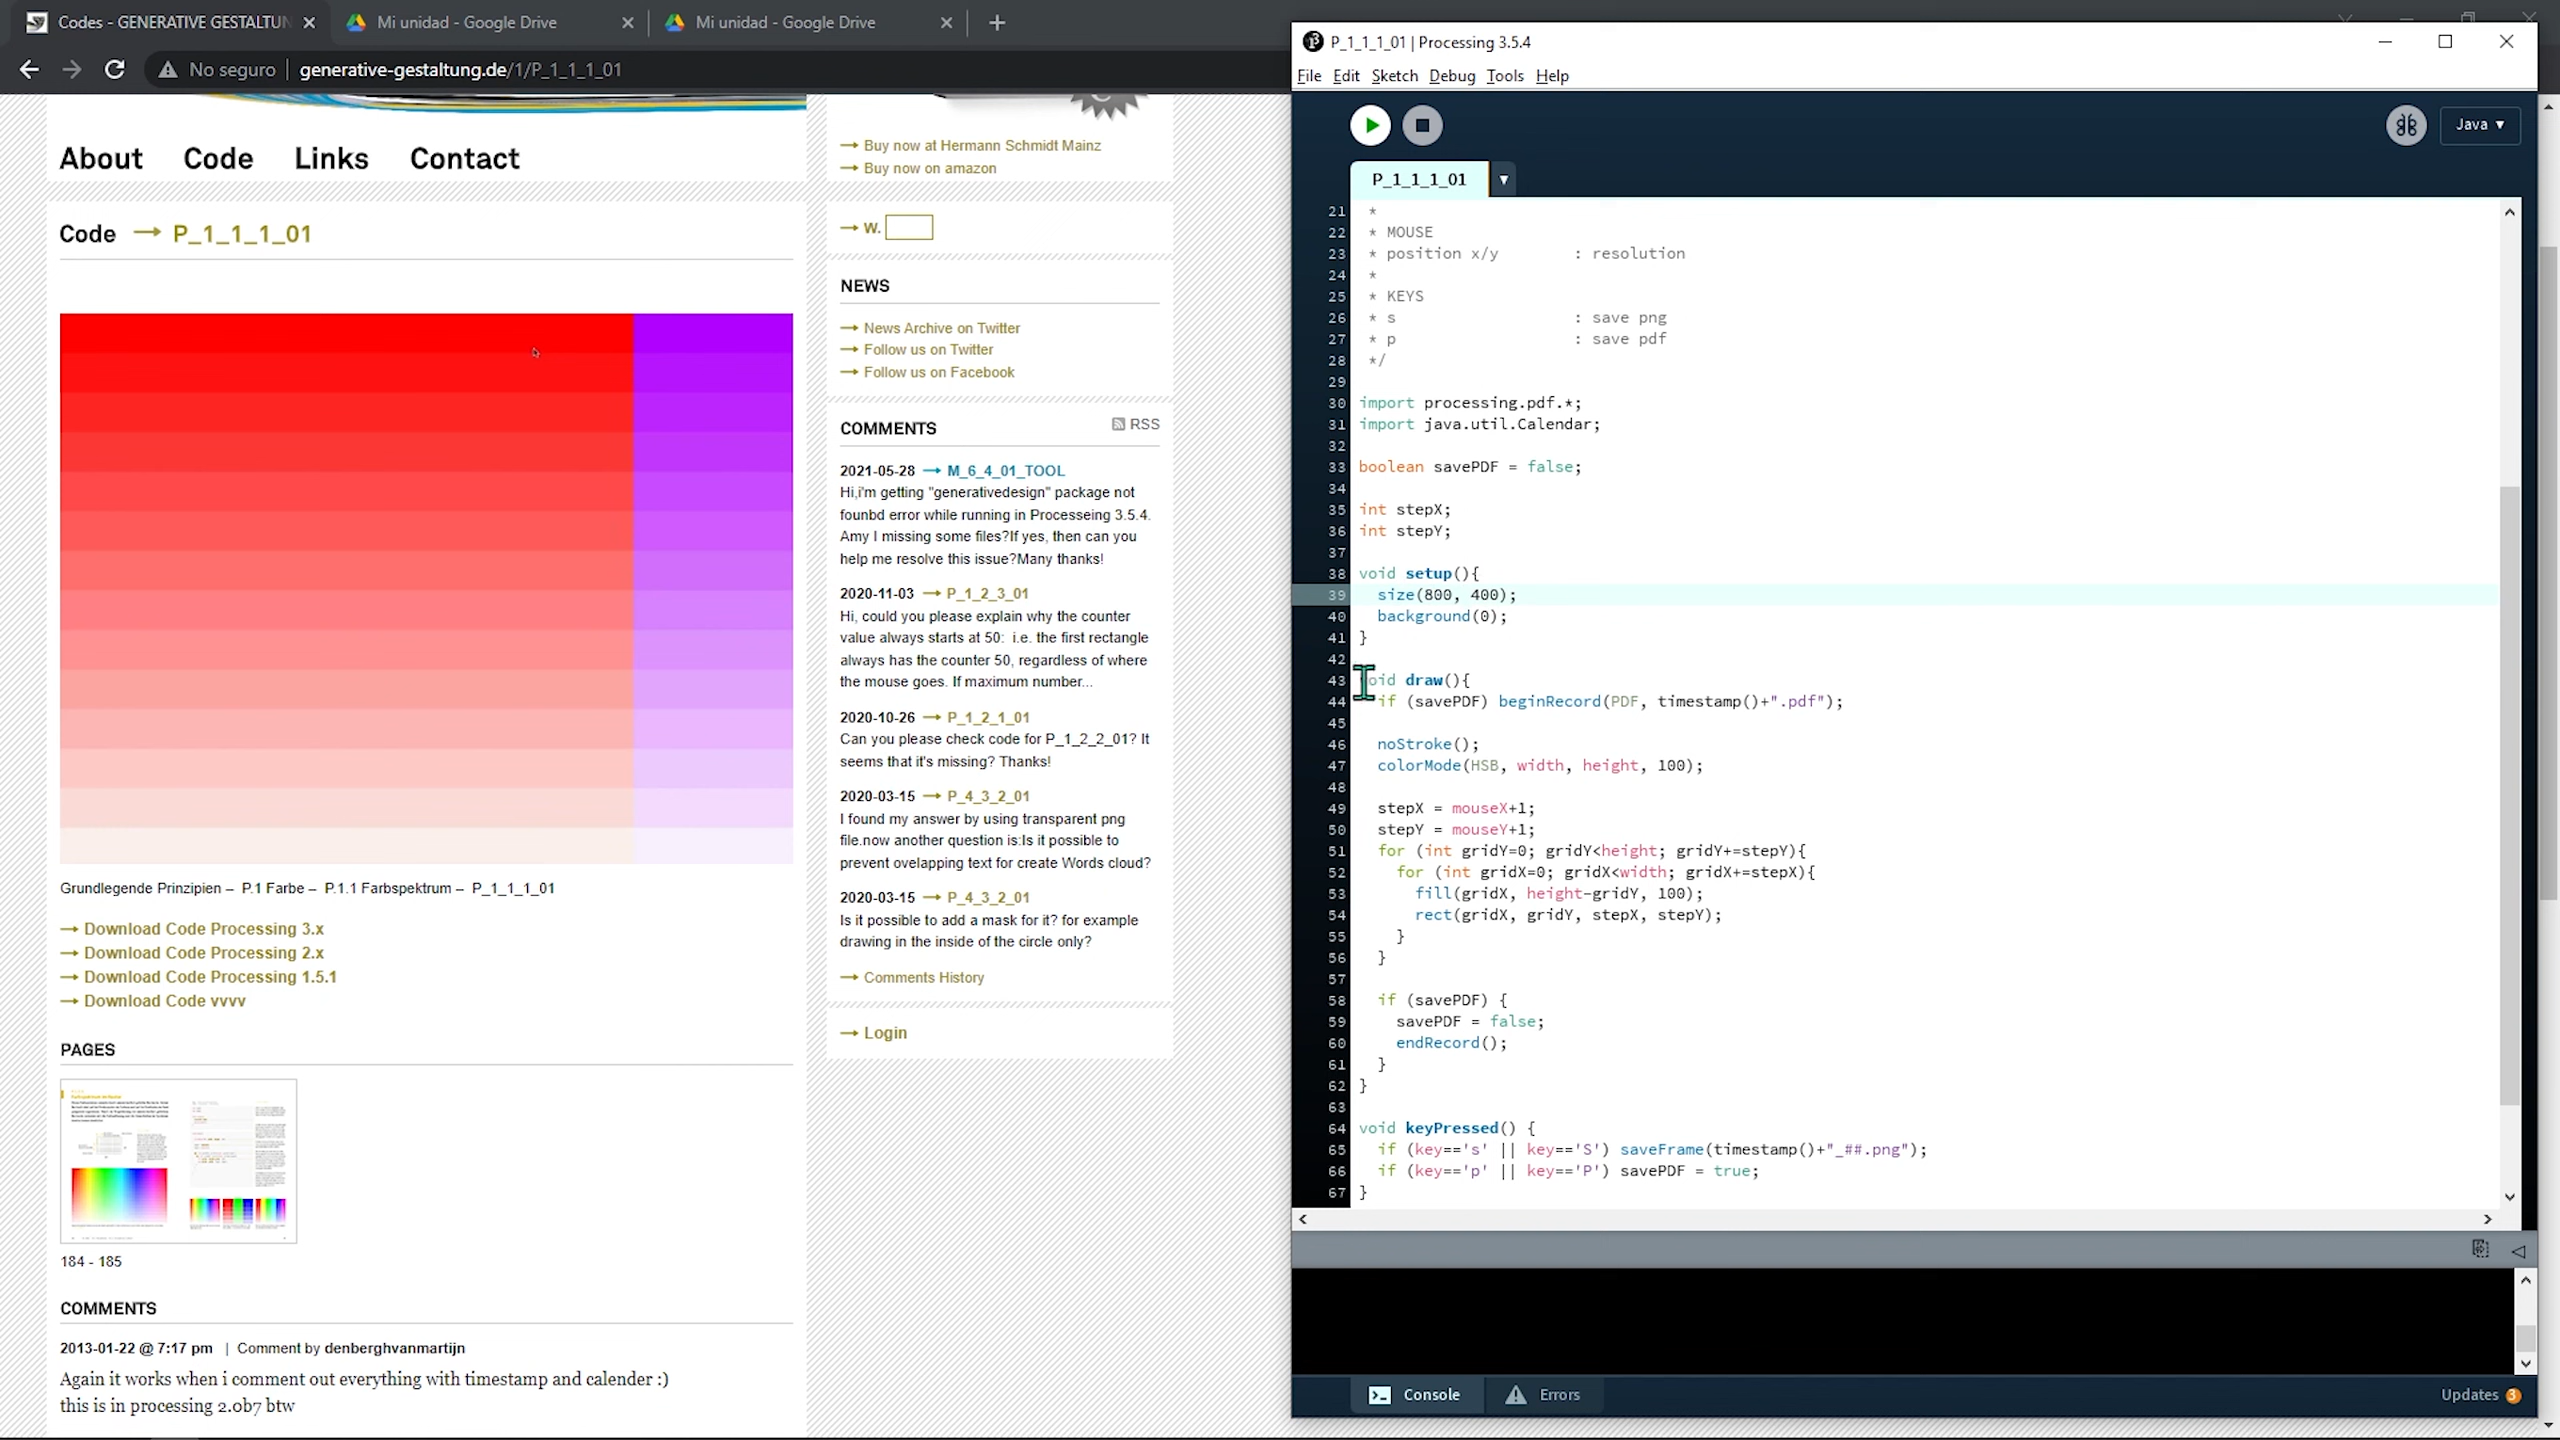 Codes - GENERATIVE GESTALTUN
Mi unidad - Google Drive
Mi unidad - Google Drive
No seguro
generative-gestaltung.de/1/P_1_1_1_01
About Code Links Contact
Code → P_1_1_1_01
Grundlegende Prinzipien – P.1 Farbe – P.1.1 Farbspektrum – P_1_1_1_01
→ Download Code Processing 3.x
→ Download Code Processing 2.x
→ Download Code Processing 1.5.1
→ Download Code vvvv
PAGES
184 - 185
COMMENTS
2013-01-22 @ 7:17 pm | Comment by denberghvanmartijn
Again it works when i comment out everything with timestamp and calender :)
this is in processing 2.0b7 btw
→ Buy now at Hermann Schmidt Mainz
→ Buy now on amazon
→ W.
NEWS
→ News Archive on Twitter
→ Follow us on Twitter
→ Follow us on Facebook
COMMENTS RSS
2021-05-28 → M_6_4_01_TOOL
Hi,i'm getting "generativedesign" package not
founbd error while running in Processeing 3.5.4.
Amy I missing some files?If yes, then can you
help me resolve this issue?Many thanks!
2020-11-03 → P_1_2_3_01
Hi, could you please explain why the counter
value always starts at 50: i.e. the first rectangle
always has the counter 50, regardless of where
the mouse goes. If maximum number...
2020-10-26 → P_1_2_1_01
Can you please check code for P_1_2_2_01? It
seems that it's missing? Thanks!
2020-03-15 → P_4_3_2_01
I found my answer by using transparent png
file.now another question is:Is it possible to
prevent ovelapping text for create Words cloud?
2020-03-15 → P_4_3_2_01
Is it possible to add a mask for it? for example
drawing in the inside of the circle only?
→ Comments History
→ Login
P_1_1_1_01 | Processing 3.5.4
File Edit Sketch Debug Tools Help
Java ▼
P_1_1_1_01 ▼
21 *
22 * MOUSE
23 * position x/y : resolution
24 *
25 * KEYS
26 * s : save png
27 * p : save pdf
28 */
29
30 import processing.pdf.*;
31 import java.util.Calendar;
32
33 boolean savePDF = false;
34
35 int stepX;
36 int stepY;
37
38 void setup(){
39 size(800, 400);
40 background(0);
41 }
42
43 void draw(){
44 if (savePDF) beginRecord(PDF, timestamp()+".pdf");
45
46 noStroke();
47 colorMode(HSB, width, height, 100);
48
49 stepX = mouseX+1;
50 stepY = mouseY+1;
51 for (int gridY=0; gridY<height; gridY+=stepY){
52 for (int gridX=0; gridX<width; gridX+=stepX){
53 fill(gridX, height-gridY, 100);
54 rect(gridX, gridY, stepX, stepY);
55 }
56 }
57
58 if (savePDF) {
59 savePDF = false;
60 endRecord();
61 }
62 }
63
64 void keyPressed() {
65 if (key=='s' || key=='S') saveFrame(timestamp()+"_##.png");
66 if (key=='p' || key=='P') savePDF = true;
67 }
Console
Errors
Updates 3